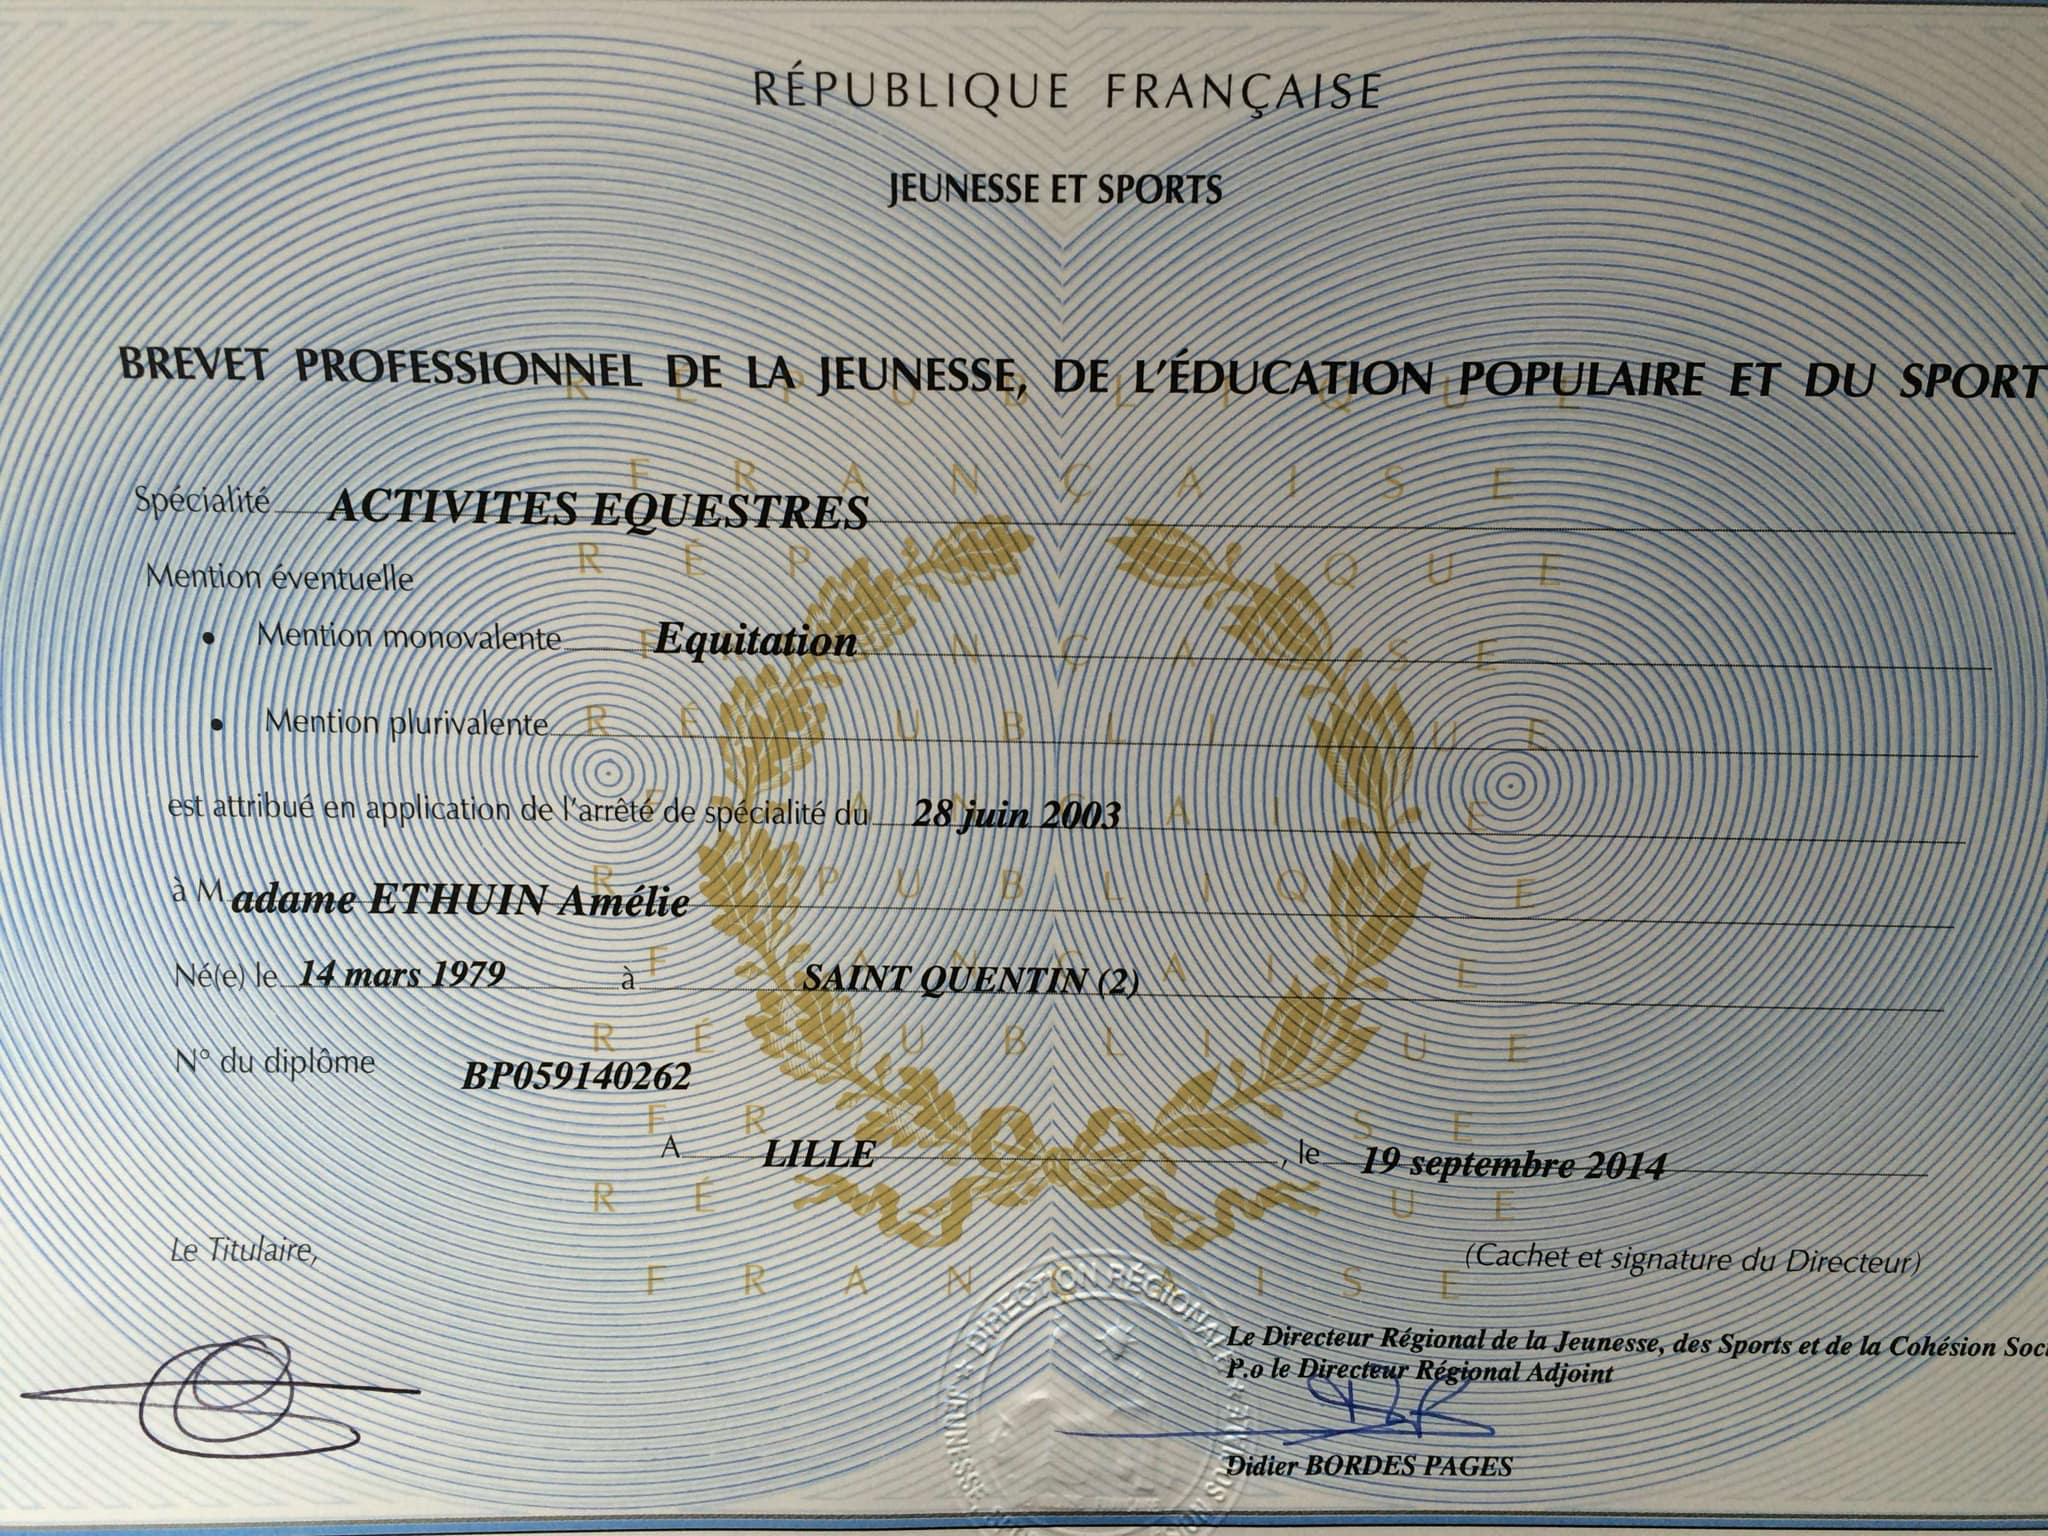 RÉPUBLIQUE FRANÇAISE
JEUNESSE ET SPORTS
BREVET PROFESSIONNEL DE LA JEUNESSE, DE L'ÉDUCATION POPULAIRE ET DU SPORT
Spécialité ACTIVITES EQUESTRES
Mention éventuelle
• Mention monovalente Equitation
• Mention plurivalente
est attribué en application de l'arrêté de spécialité du 28 juin 2003
à Madame ETHUIN Amélie
Né(e) le 14 mars 1979 à SAINT QUENTIN (2)
N° du diplôme BP059140262
A LILLE, le 19 septembre 2014
Le Titulaire,
(Cachet et signature du Directeur)
DIRECTION RÉGIONALE
Le Directeur Régional de la Jeunesse, des Sports et de la Cohésion Soci
P.o le Directeur Régional Adjoint
Didier BORDES PAGES